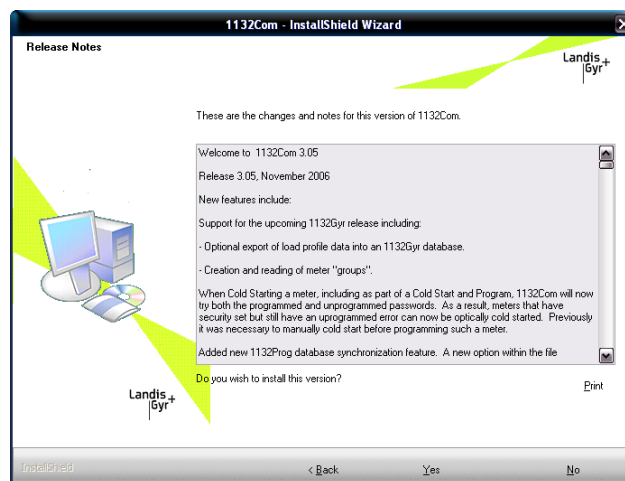 1132Com - InstallShield Wizard
Release Notes
Landis
Gyr+
These are the changes and notes for this version of 1132Com.
Welcome to 1132Com 3.05
Release 3.05, November 2006
New features include:
Support for the upcoming 1132Gyr release including:
- Optional export of load profile data into an 1132Gyr database.
- Creation and reading of meter "groups".
When Cold Starting a meter, including as part of a Cold Start and Program, 1132Com will now
try both the programmed and unprogrammed passwords. As a result, meters that have
security set but still have an uprogrammed error can now be optically cold started. Previously
it was necessary to manually cold start before programming such a meter.
Added new 1132Prog database synchronization feature. A new option within the file
Do you wish to install this version?
Print
Landis
Gyr+
InstallShield
< Back
Yes
No